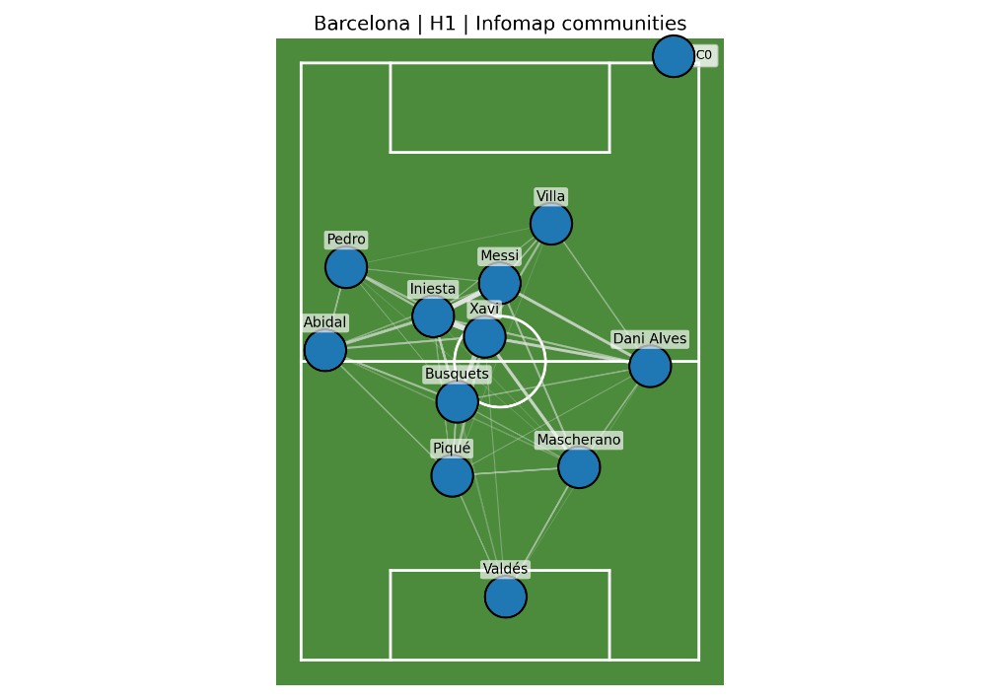 Barcelona | H1 | Infomap communities
C0
Villa
Pedro
Messi
Iniesta
Xavi
Abidal
Dani Alves
Busquets
Mascherano
Piqué
Valdés